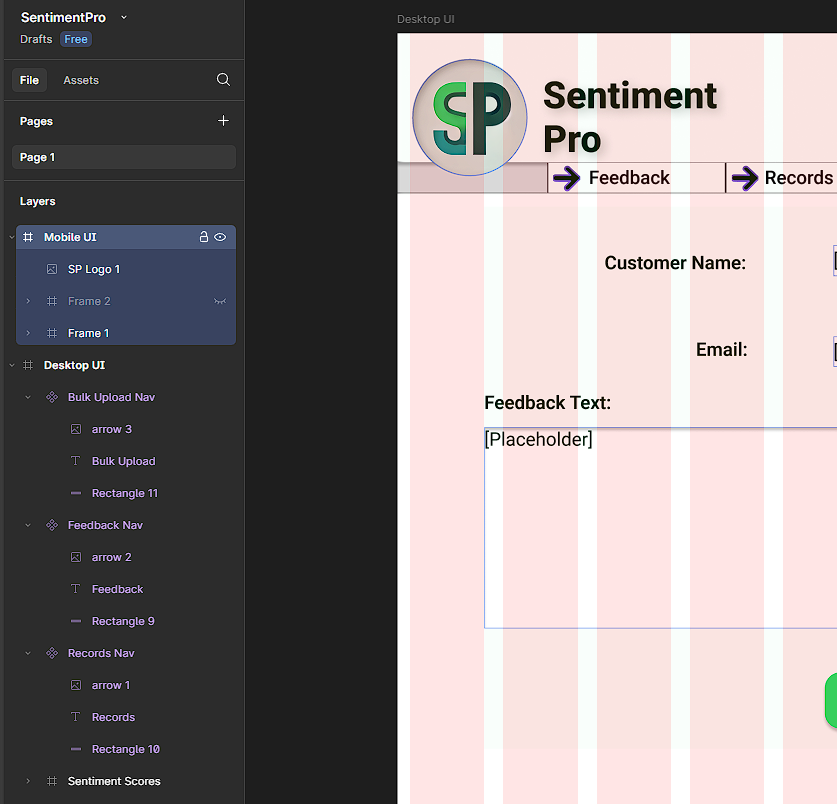 SentimentPro
Drafts Free
File Assets
Pages
Page 1
Layers
Mobile UI
SP Logo 1
Frame 2
Frame 1
Desktop UI
Bulk Upload Nav
arrow 3
Bulk Upload
Rectangle 11
Feedback Nav
arrow 2
Feedback
Rectangle 9
Records Nav
arrow 1
Records
Rectangle 10
Sentiment Scores
Desktop UI
SP
Sentiment
Pro
Feedback Records
Customer Name: [
Email: [
Feedback Text:
[Placeholder]